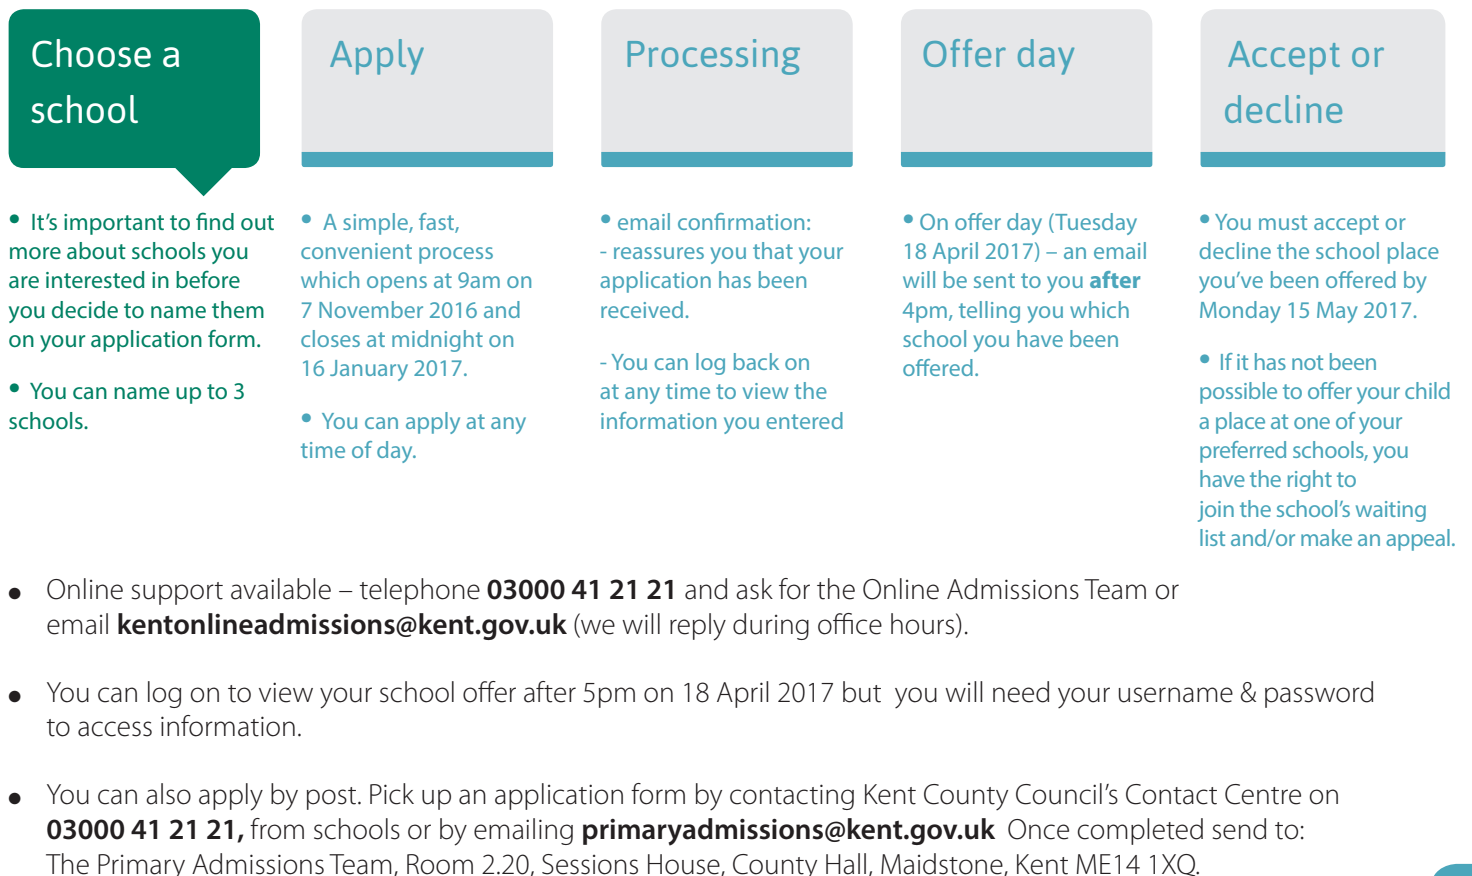 Choose a
school
• It’s important to find out
more about schools you
are interested in before
you decide to name them
on your application form.
• You can name up to 3
schools.
Apply
• A simple, fast,
convenient process
which opens at 9am on
7 November 2016 and
closes at midnight on
16 January 2017.
• You can apply at any
time of day.
Processing
• email confirmation:
- reassures you that your
application has been
received.
- You can log back on
at any time to view the
information you entered
Offer day
• On offer day (Tuesday
18 April 2017) – an email
will be sent to you after
4pm, telling you which
school you have been
offered.
Accept or
decline
• You must accept or
decline the school place
you’ve been offered by
Monday 15 May 2017.
• If it has not been
possible to offer your child
a place at one of your
preferred schools, you
have the right to
join the school’s waiting
list and/or make an appeal.
• Online support available – telephone 03000 41 21 21 and ask for the Online Admissions Team or
email kentonlineadmissions@kent.gov.uk (we will reply during office hours).
• You can log on to view your school offer after 5pm on 18 April 2017 but you will need your username & password
to access information.
• You can also apply by post. Pick up an application form by contacting Kent County Council’s Contact Centre on
03000 41 21 21, from schools or by emailing primaryadmissions@kent.gov.uk Once completed send to:
The Primary Admissions Team, Room 2.20, Sessions House, County Hall, Maidstone, Kent ME14 1XQ.